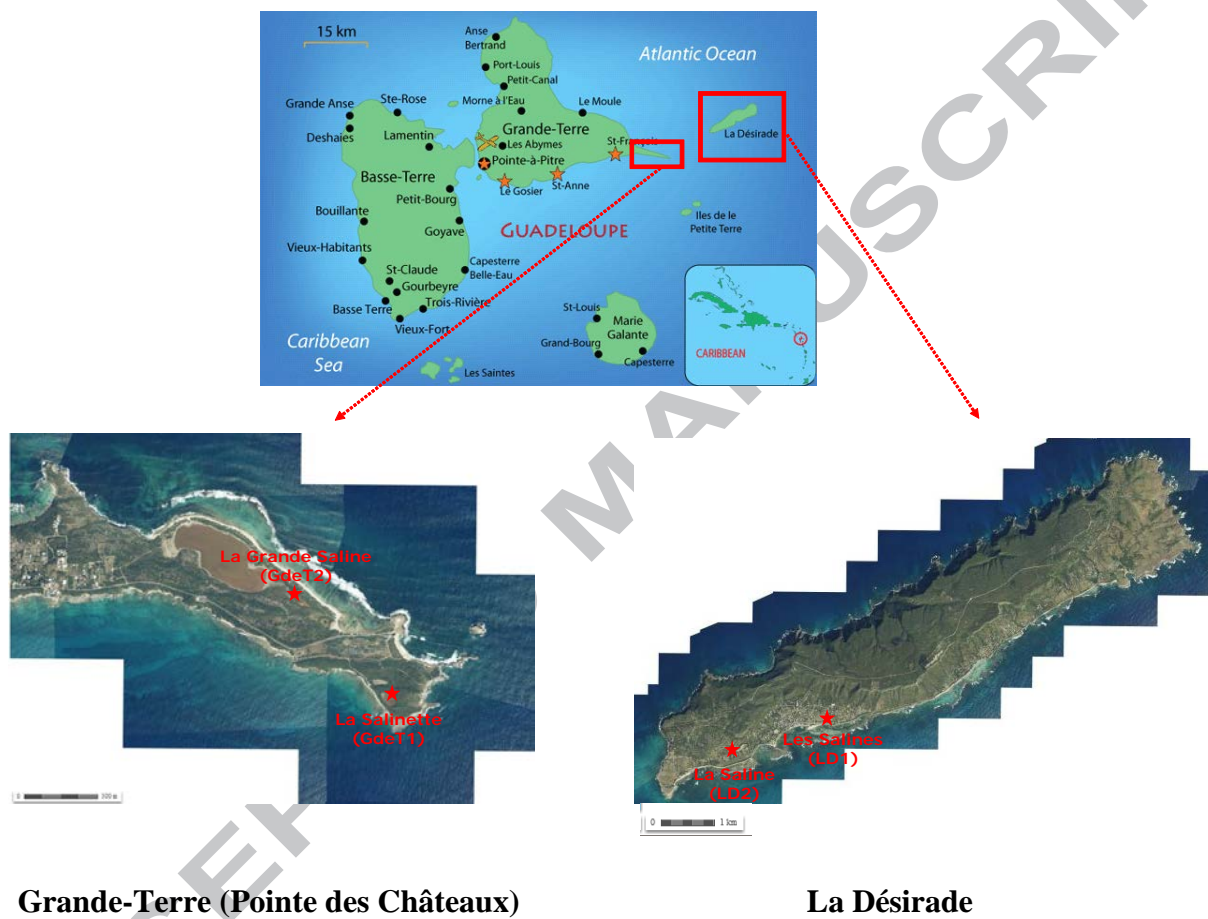 15 km
Anse
Bertrand
Atlantic Ocean
Port-Louis
Petit-Canal
Grande Anse
Ste-Rose
Morne à l'Eau
Le Moule
Deshaies
Lamentin
Grande-Terre
La Désirade
Les Abymes
St-François
Pointe-à-Pitre
Basse-Terre
Le Gosier
St-Anne
Petit-Bourg
Bouillante
Goyave
GUADELOUPE
Iles de le
Petite Terre
Vieux-Habitants
St-Claude
Capesterre
Belle-Eau
Gourbeyre
Basse Terre
Trois-Rivière
Vieux-Fort
St-Louis
Marie
Galante
Grand-Bourg
Capesterre
CARIBBEAN
Caribbean
Sea
Les Saintes
La Grande Saline
(GdeT2)
La Salinette
(GdeT1)
0 500 m
Les Salines
(LD1)
La Saline
(LD2)
0 1 km
Grande-Terre (Pointe des Châteaux)
La Désirade